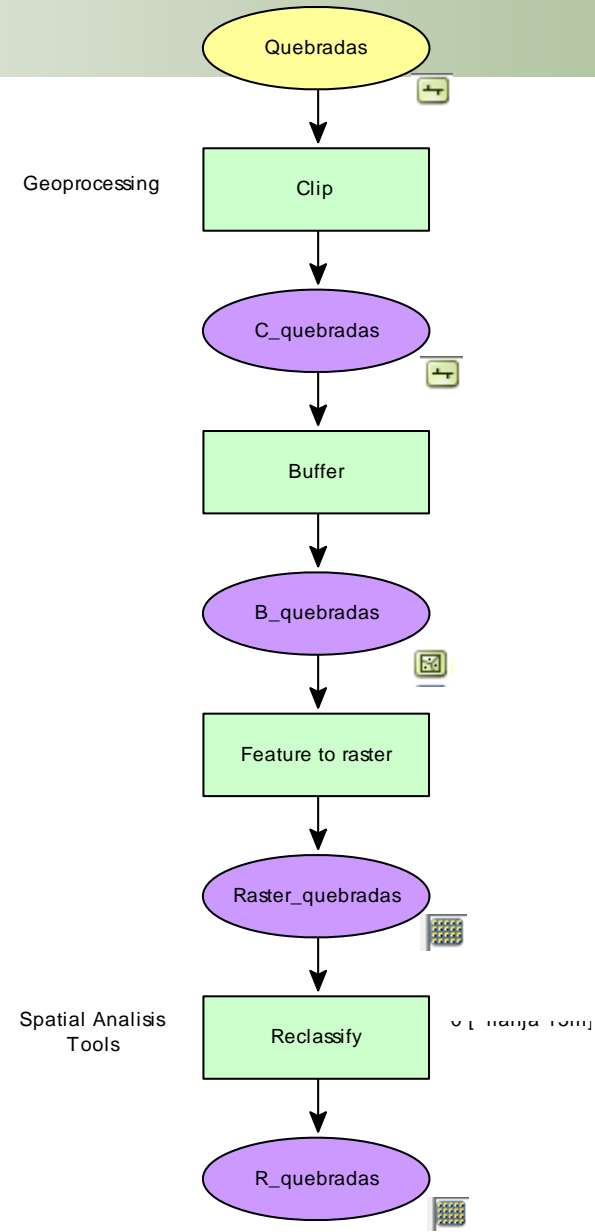 Quebradas
Geoprocessing
Clip
C_quebradas
Buffer
B_quebradas
Feature to raster
Raster_quebradas
Spatial Analisis
Tools
Reclassify
R_quebradas